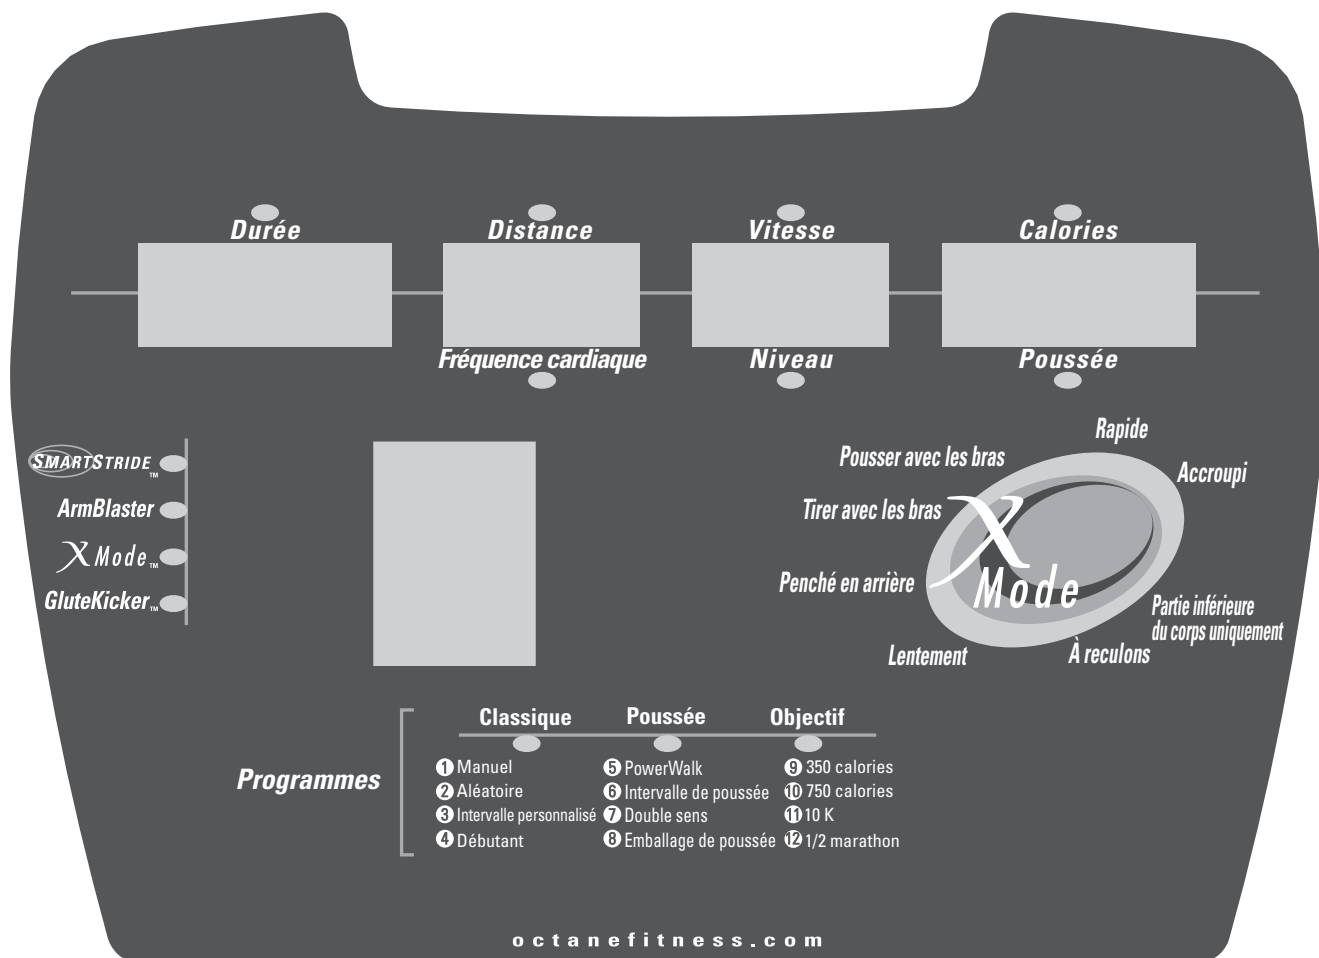 Durée Distance Vitesse Calories
Fréquence cardiaque Niveau Poussée
SMARTSTRIDE™
ArmBlaster
X Mode™
GluteKicker™
Rapide
Pousser avec les bras
Accroupi
Tirer avec les bras
X Mode
Penché en arrière
Partie inférieure
du corps uniquement
À reculons
Lentement
Classique Poussée Objectif
Programmes
1 Manuel 5 PowerWalk 9 350 calories
2 Aléatoire 6 Intervalle de poussée 10 750 calories
3 Intervalle personnalisé 7 Double sens 11 10 K
4 Débutant 8 Emballage de poussée 12 1/2 marathon
octanefitness.com